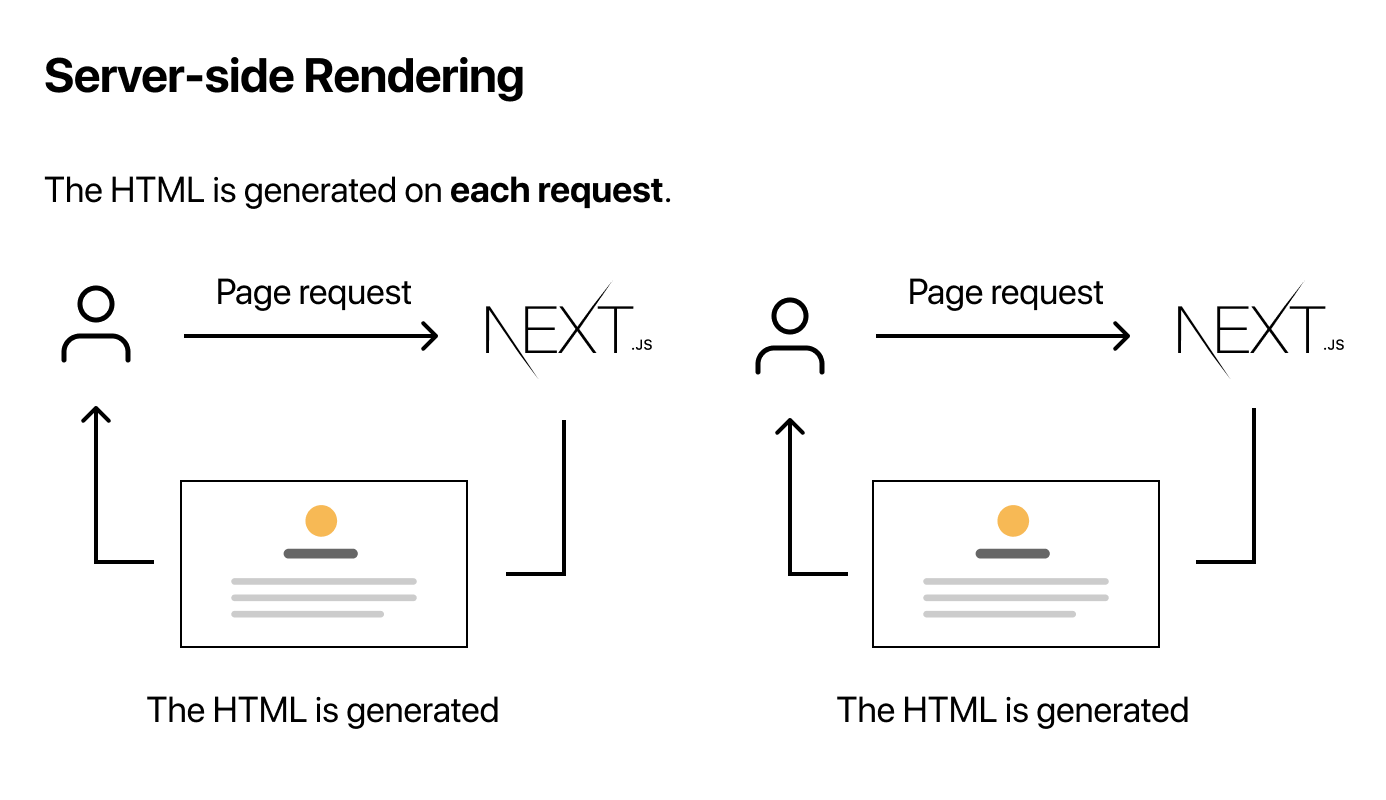 Server-side Rendering
The HTML is generated on each request.
Page request
NEXT.JS
The HTML is generated
Page request
NEXT.JS
The HTML is generated